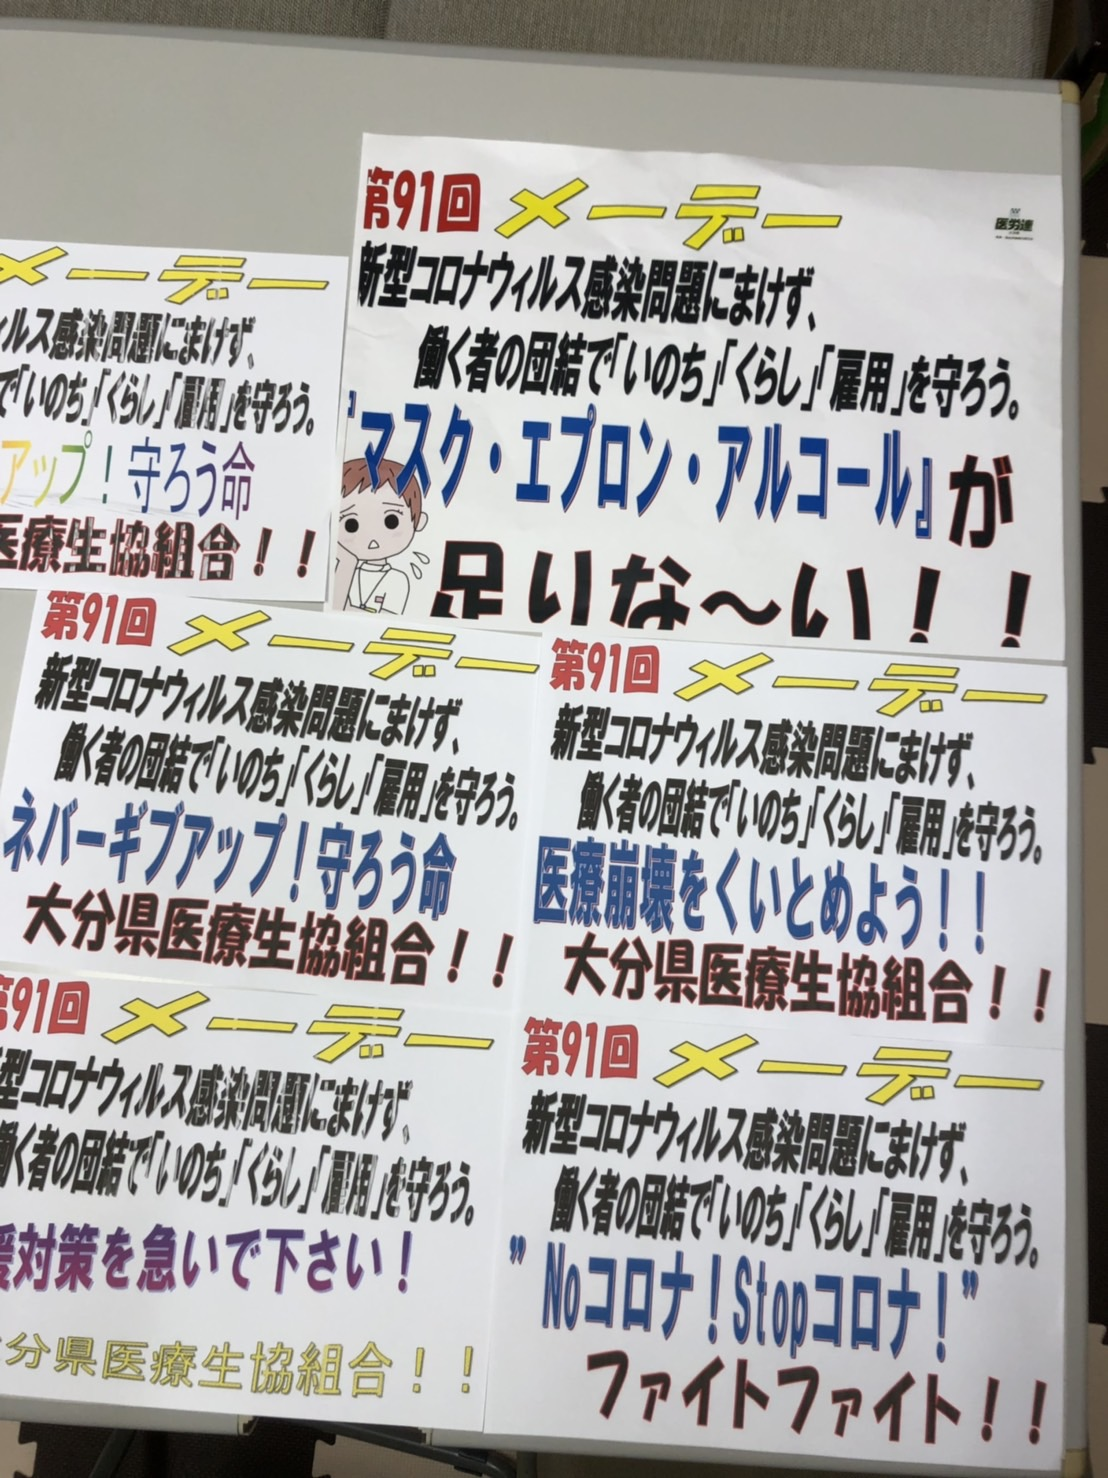 第91回 メーデー
医労連
新型コロナウィルス感染問題にまけず、
働く者の団結で「いのち」「くらし」「雇用」を守ろう。
『マスク・エプロン・アルコール』が
足いな～い！！
メーデー
ィルス感染問題にまけず、
で「いのち」「くらし」「雇用」を守ろう。
アップ！守ろう命
医療生協組合！！
第91回 メーデー
新型コロナウィルス感染問題にまけず、
働く者の団結で「いのち」「くらし」「雇用」を守ろう。
ネバーギブアップ！守ろう命
大分県医療生協組合！！
第91回 メーデー
新型コロナウィルス感染問題にまけず、
働く者の団結で「いのち」「くらし」「雇用」を守ろう。
医療崩壊をくいとめよう！！
大分県医療生協組合！！
第91回 メーデー
型コロナウィルス感染問題にまけず、
働く者の団結で「いのち」「くらし」「雇用」を守ろう。
援対策を急いで下さい！
分県医療生協組合！！
第91回 メーデー
新型コロナウィルス感染問題にまけず、
働く者の団結で「いのち」「くらし」「雇用」を守ろう。
”Noコロナ！Stopコロナ！”
ファイトファイト！！